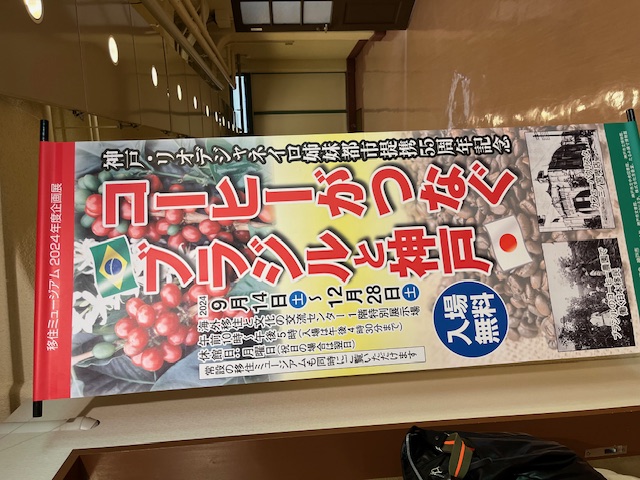 移住ミュージアム 2024年度企画展
神戸・リオデジャネイロ姉妹都市提携55周年記念
コーヒーがつなぐ
ブラジルと神戸
2024 9月14日土～12月28日土
海外移住と文化の交流センター1階特別展示場
午前10時～午後5時（入場は午後4時30分まで）
休館日:月曜日（祝日の場合は翌日）
常設の移住ミュージアムも同時にご覧いただけます
入場
無料